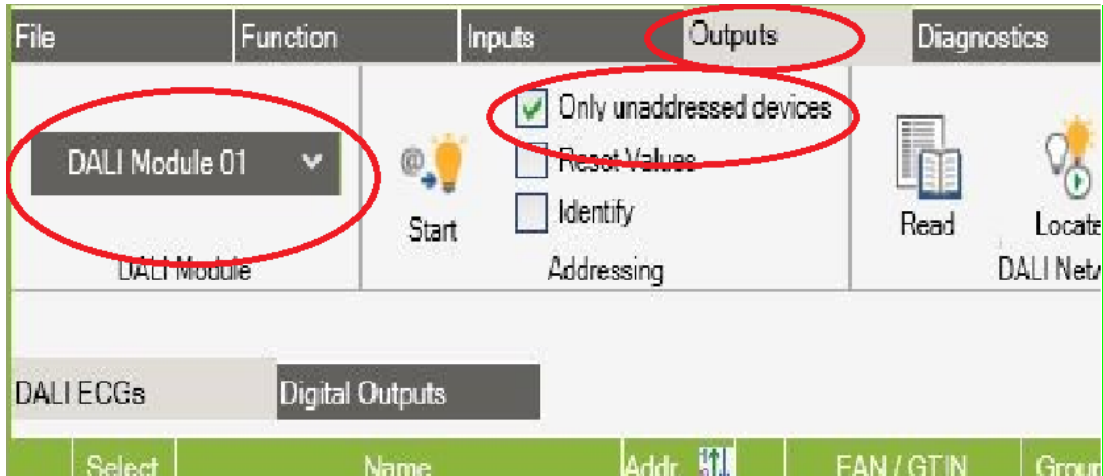 File Function Inputs Outputs Diagnostics
DALI Module 01
Only unaddressed devices
Reset Values
Identify
Start
Read
Locate
DALI Module
Addressing
DALI Netw
DALI ECGs Digital Outputs
Select Name Addr. EAN / GTIN Group